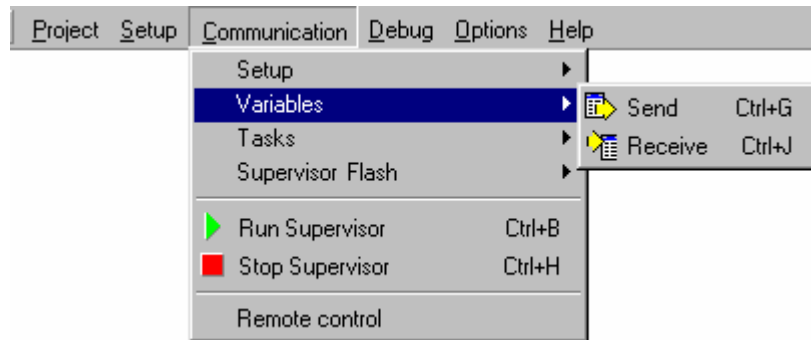 Project Setup Communication Debug Options Help
Setup
Variables
Send Ctrl+G
Tasks
Receive Ctrl+J
Supervisor Flash
Run Supervisor Ctrl+B
Stop Supervisor Ctrl+H
Remote control